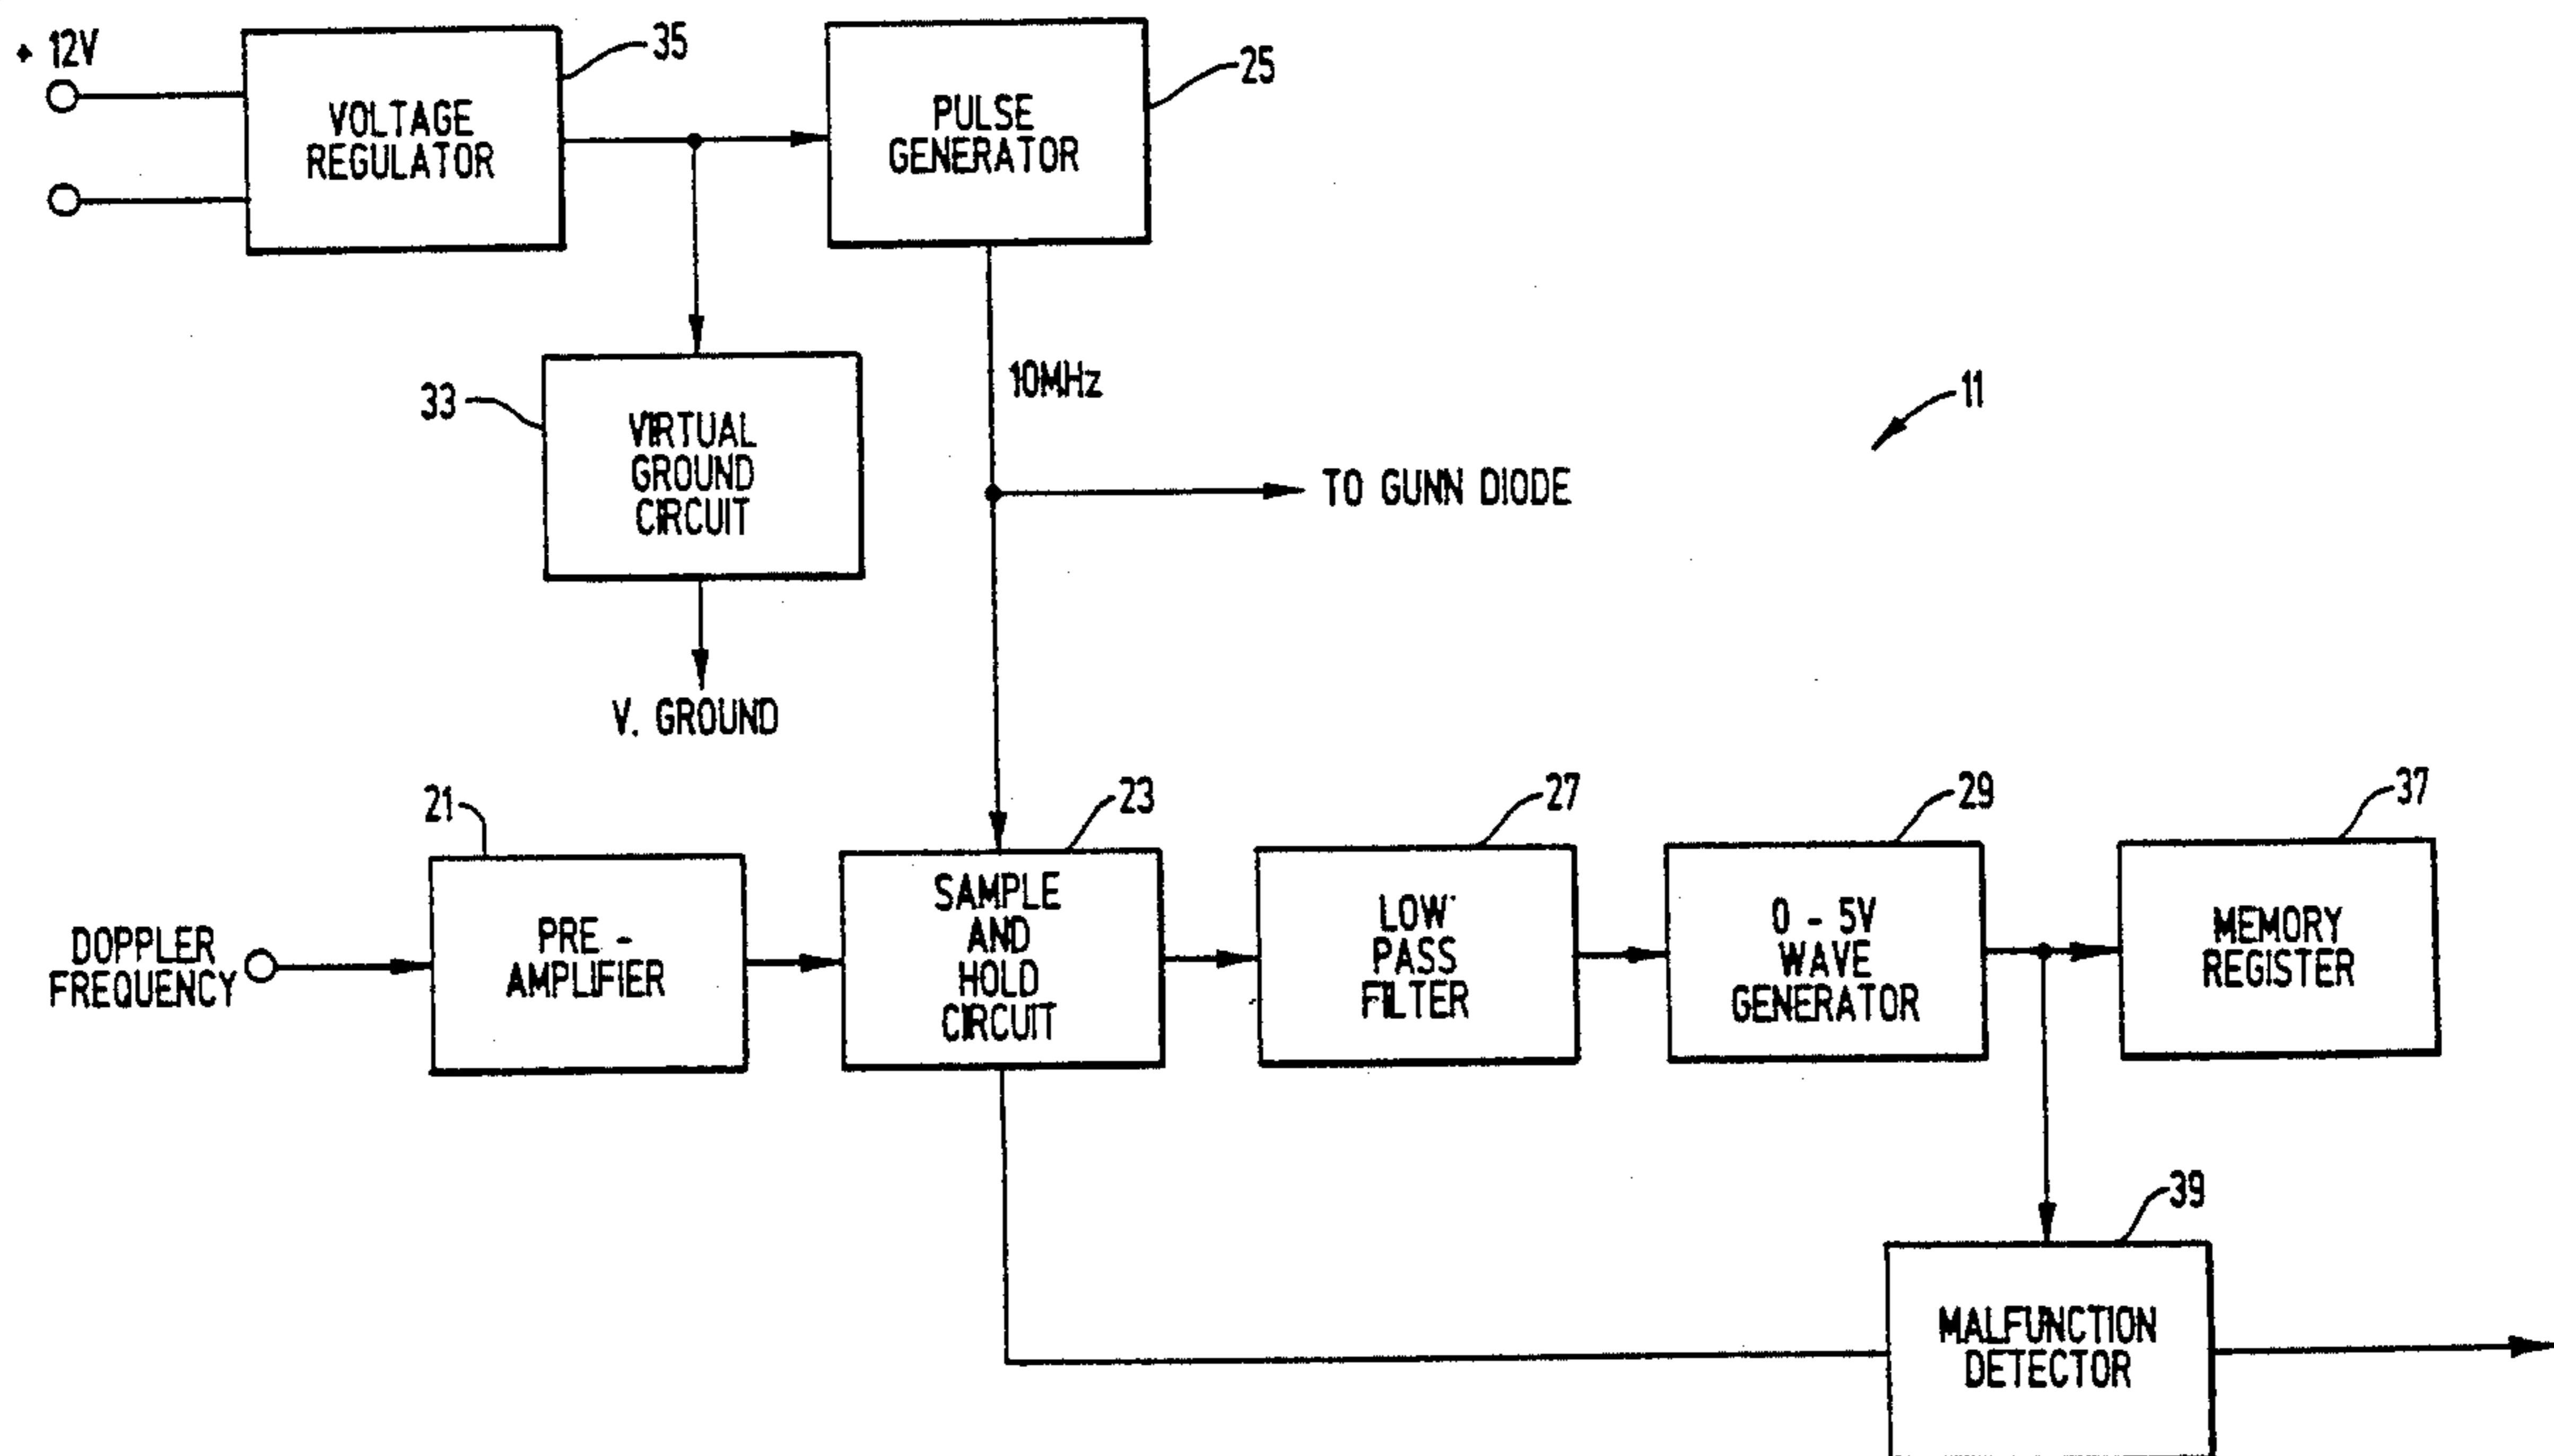 + 12V
35
VOLTAGE
REGULATOR
25
PULSE
GENERATOR
33
VIRTUAL
GROUND
CIRCUIT
10MHz
11
TO GUNN DIODE
V. GROUND
21
23
27
29
37
DOPPLER
FREQUENCY
PRE -
AMPLIFIER
SAMPLE
AND
HOLD
CIRCUIT
LOW
PASS
FILTER
0 - 5V
WAVE
GENERATOR
MEMORY
REGISTER
39
MALFUNCTION
DETECTOR